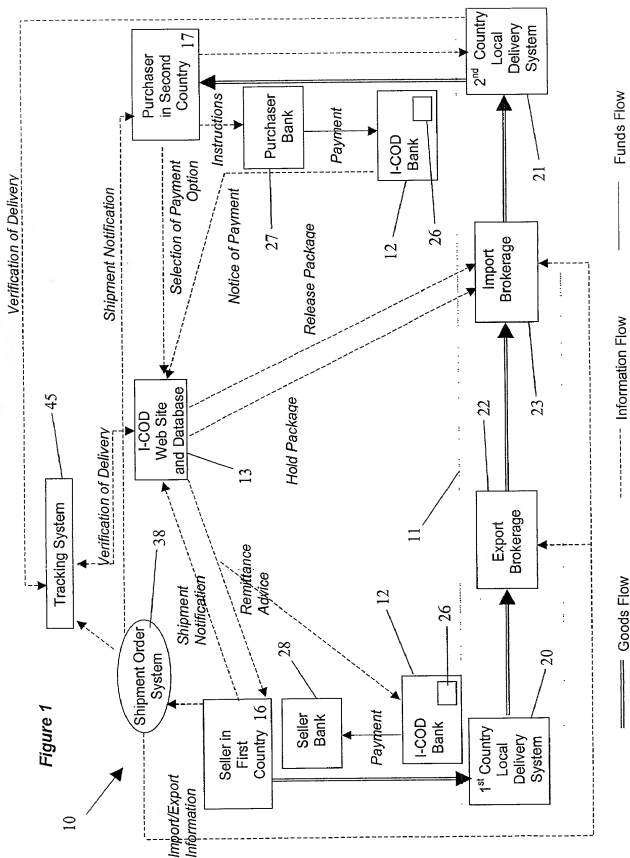 Figure 1
10
Import/Export
Information
Shipment Order
System
38
Tracking System
45
Verification of Delivery
Verification of Delivery
Shipment Notification
Seller in
First
Country
16
Shipment
Notification
Remittance
Advice
I-COD
Web Site
and Database
13
Selection of Payment
Option
Notice of Payment
Release Package
Hold Package
Purchaser
in Second
Country
17
Instructions
Purchaser
Bank
27
Payment
I-COD
Bank
26
12
Seller
Bank
28
Payment
I-COD
Bank
26
12
11
1st Country
Local
Delivery
System
20
Export
Brokerage
22
Import
Brokerage
23
2nd Country
Local
Delivery
System
21
Goods Flow
Information Flow
Funds Flow